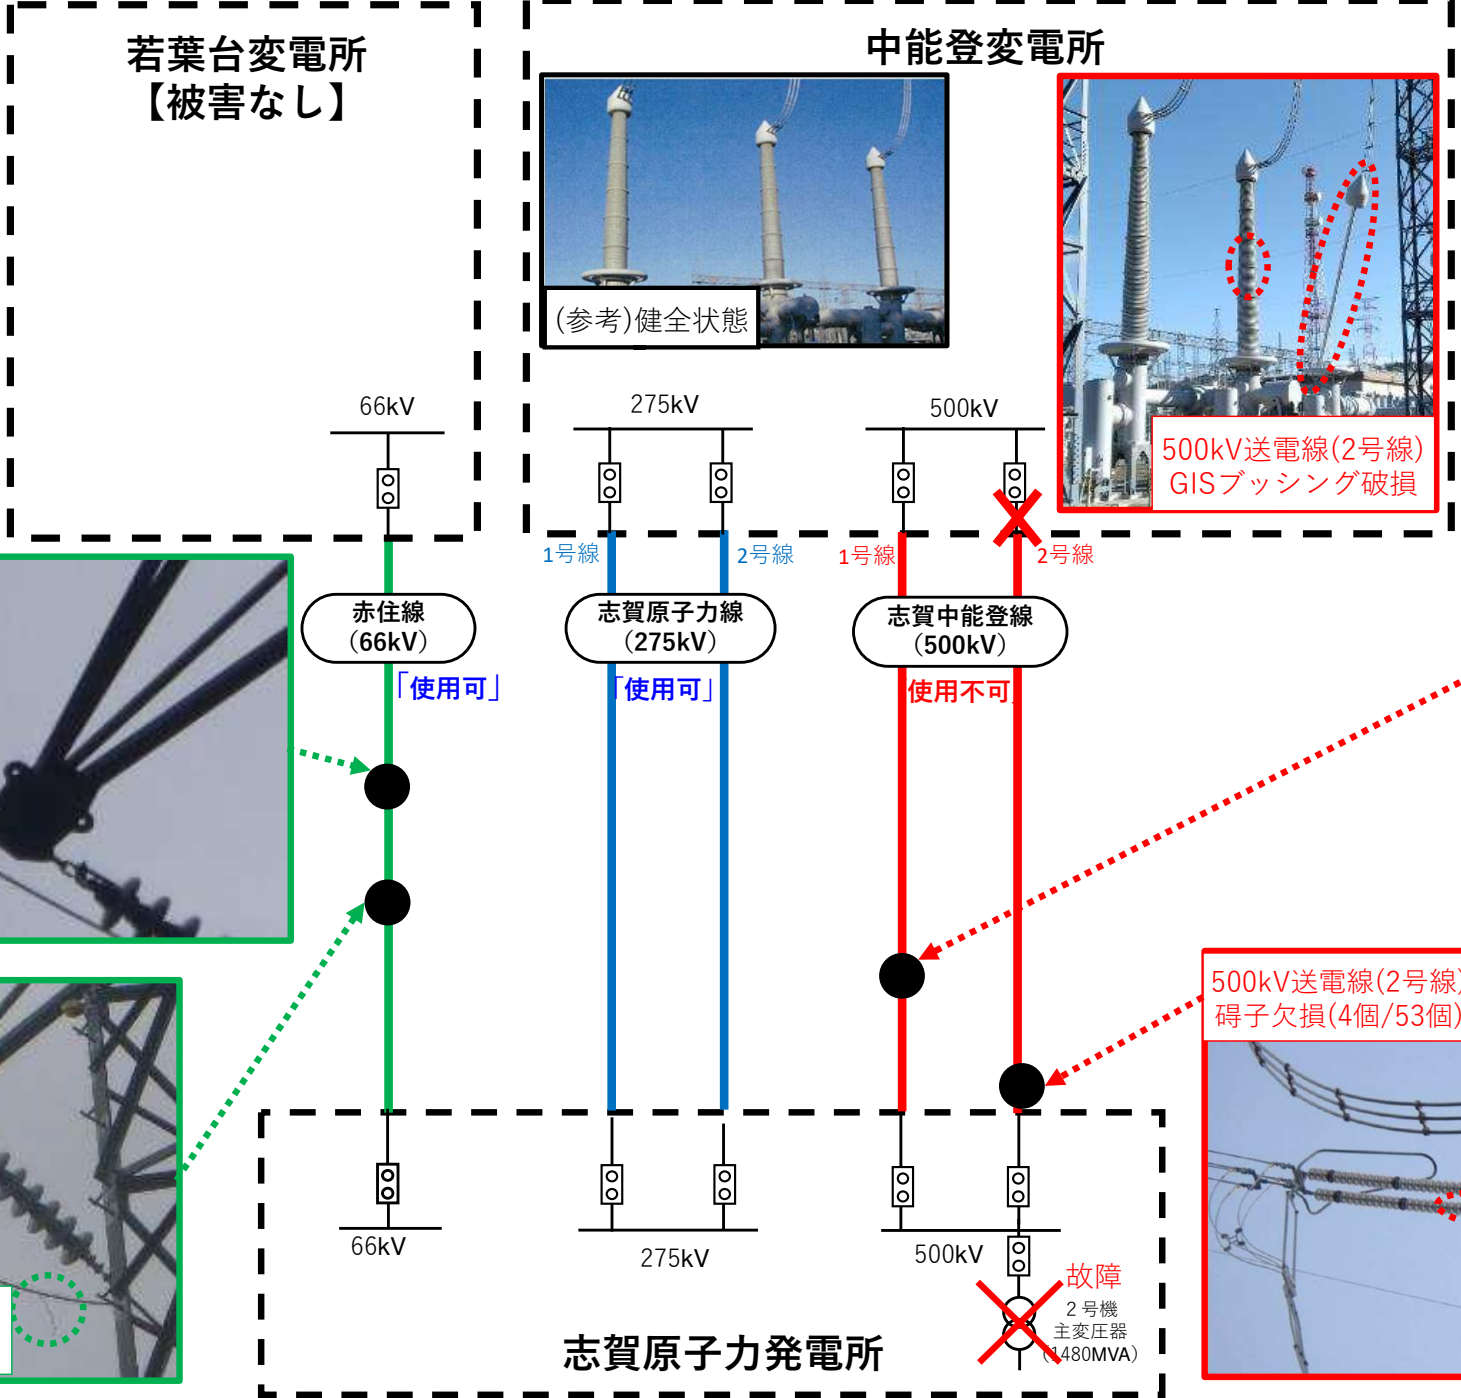 若葉台変電所
【被害なし】
中能登変電所
(参考)健全状態
500kV送電線(2号線)
GISブッシング破損
66kV
275kV
500kV
1号線
2号線
1号線
2号線
赤住線
(66kV)
「使用可」
志賀原子力線
(275kV)
「使用可」
志賀中能登線
(500kV)
使用不可」
500kV送電線(2号線)
碍子欠損(4個/53個)
66kV
275kV
500kV
故障
2号機
主変圧器
(1480MVA)
志賀原子力発電所